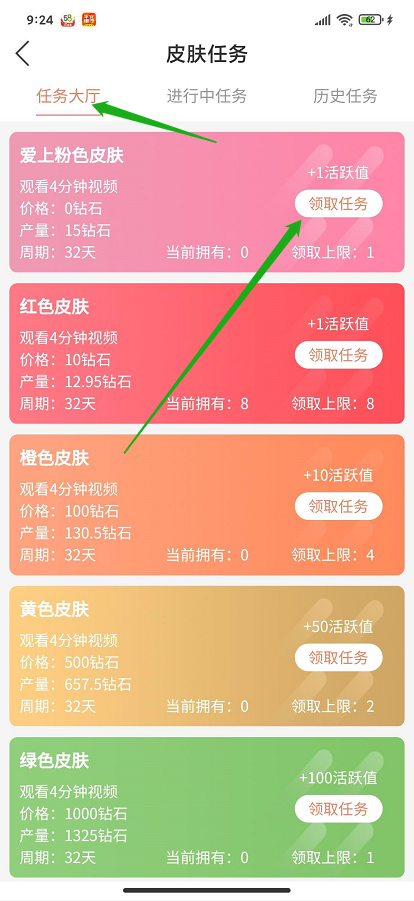 9:24
62
皮肤任务
任务大厅 进行中任务 历史任务
爱上粉色皮肤
+1活跃值
观看4分钟视频
领取任务
价格：0钻石
产量：15钻石
周期：32天 当前拥有：0 领取上限：1
红色皮肤
+1活跃值
观看4分钟视频
领取任务
价格：10钻石
产量：12.95钻石
周期：32天 当前拥有：8 领取上限：8
橙色皮肤
+10活跃值
观看4分钟视频
领取任务
价格：100钻石
产量：130.5钻石
周期：32天 当前拥有：0 领取上限：4
黄色皮肤
+50活跃值
观看4分钟视频
领取任务
价格：500钻石
产量：657.5钻石
周期：32天 当前拥有：0 领取上限：2
绿色皮肤
+100活跃值
观看4分钟视频
领取任务
价格：1000钻石
产量：1325钻石
周期：32天 当前拥有：0 领取上限：1